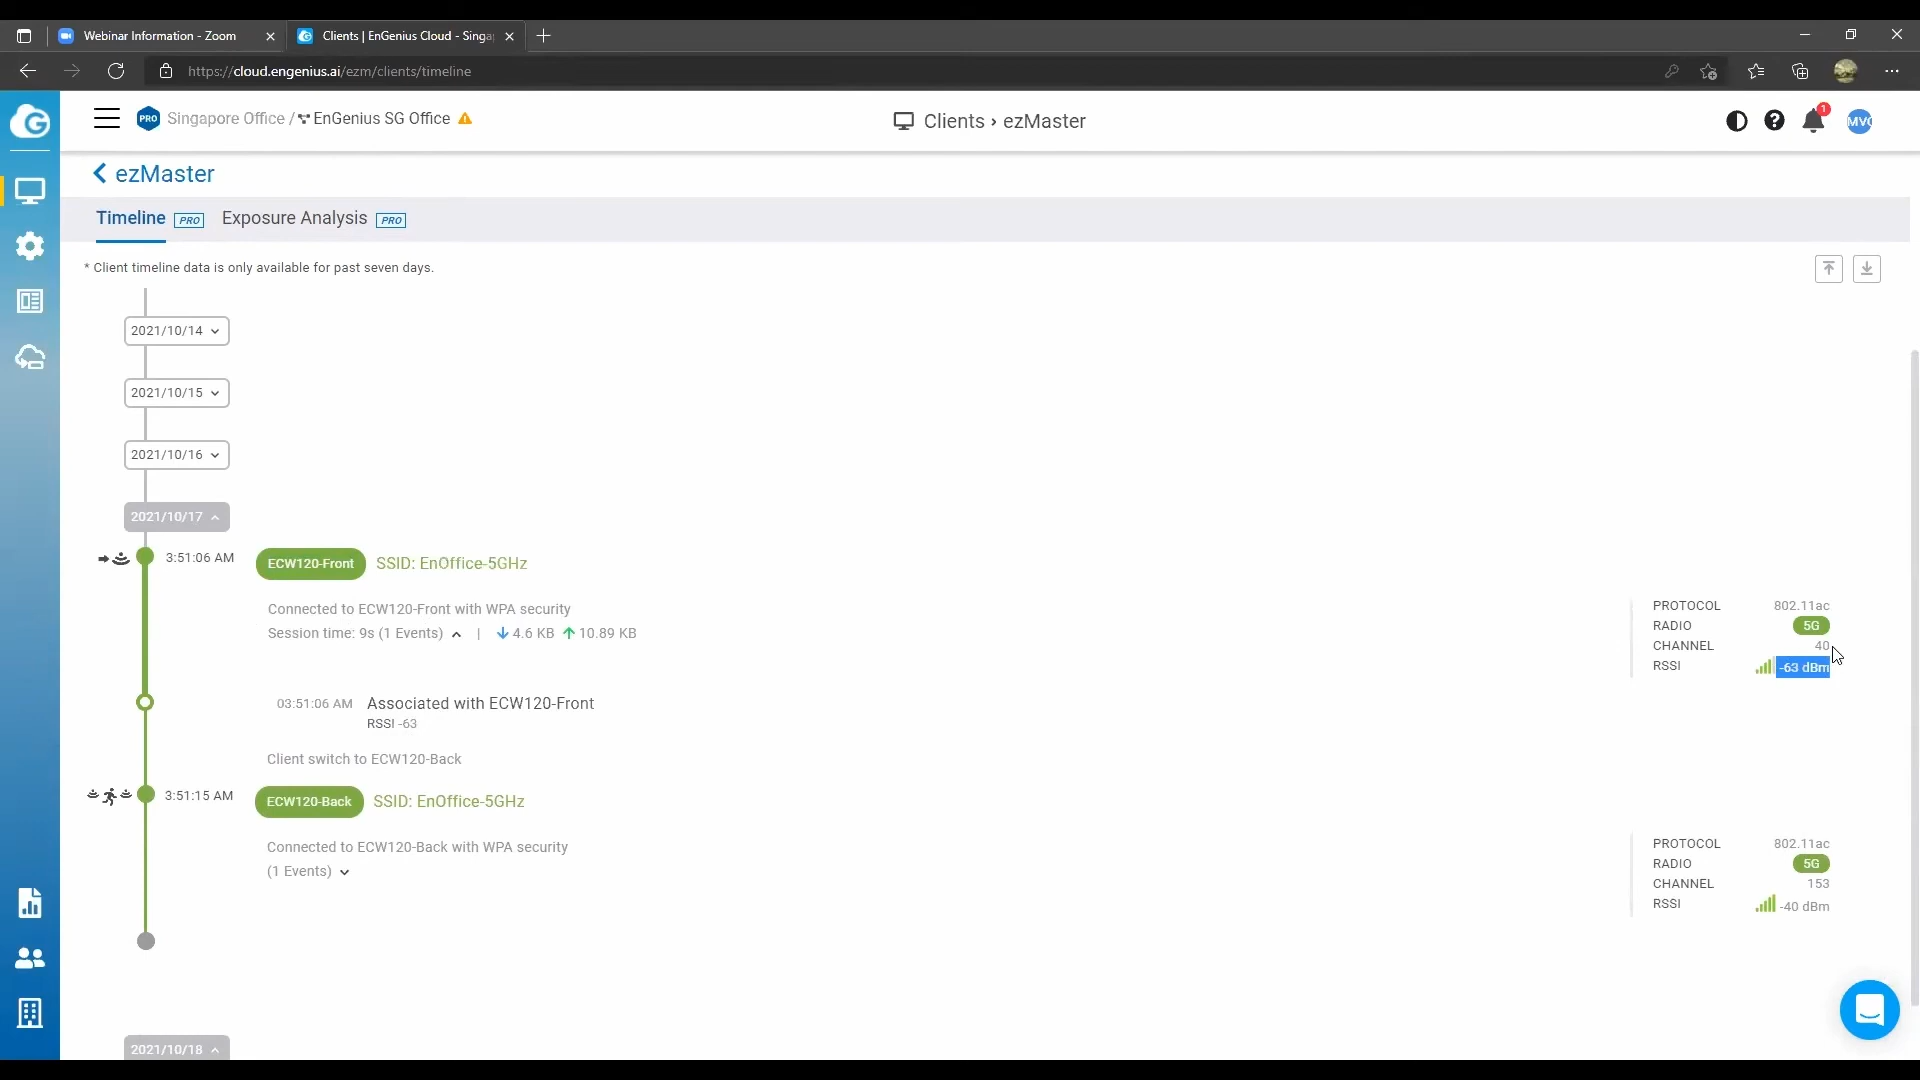 Webinar Information - Zoom
Clients | EnGenius Cloud - Singa
https://cloud.engenius.ai/ezm/clients/timeline
PRO Singapore Office / EnGenius SG Office
Clients › ezMaster
1
MVC
ezMaster
Timeline PRO Exposure Analysis PRO
* Client timeline data is only available for past seven days.
2021/10/14
2021/10/15
2021/10/16
2021/10/17
3:51:06 AM ECW120-Front SSID: EnOffice-5GHz
Connected to ECW120-Front with WPA security
Session time: 9s (1 Events) | 4.6 KB 10.89 KB
PROTOCOL 802.11ac
RADIO 5G
CHANNEL 40
RSSI -63 dBm
03:51:06 AM Associated with ECW120-Front
RSSI -63
Client switch to ECW120-Back
3:51:15 AM ECW120-Back SSID: EnOffice-5GHz
Connected to ECW120-Back with WPA security
(1 Events)
PROTOCOL 802.11ac
RADIO 5G
CHANNEL 153
RSSI -40 dBm
2021/10/18